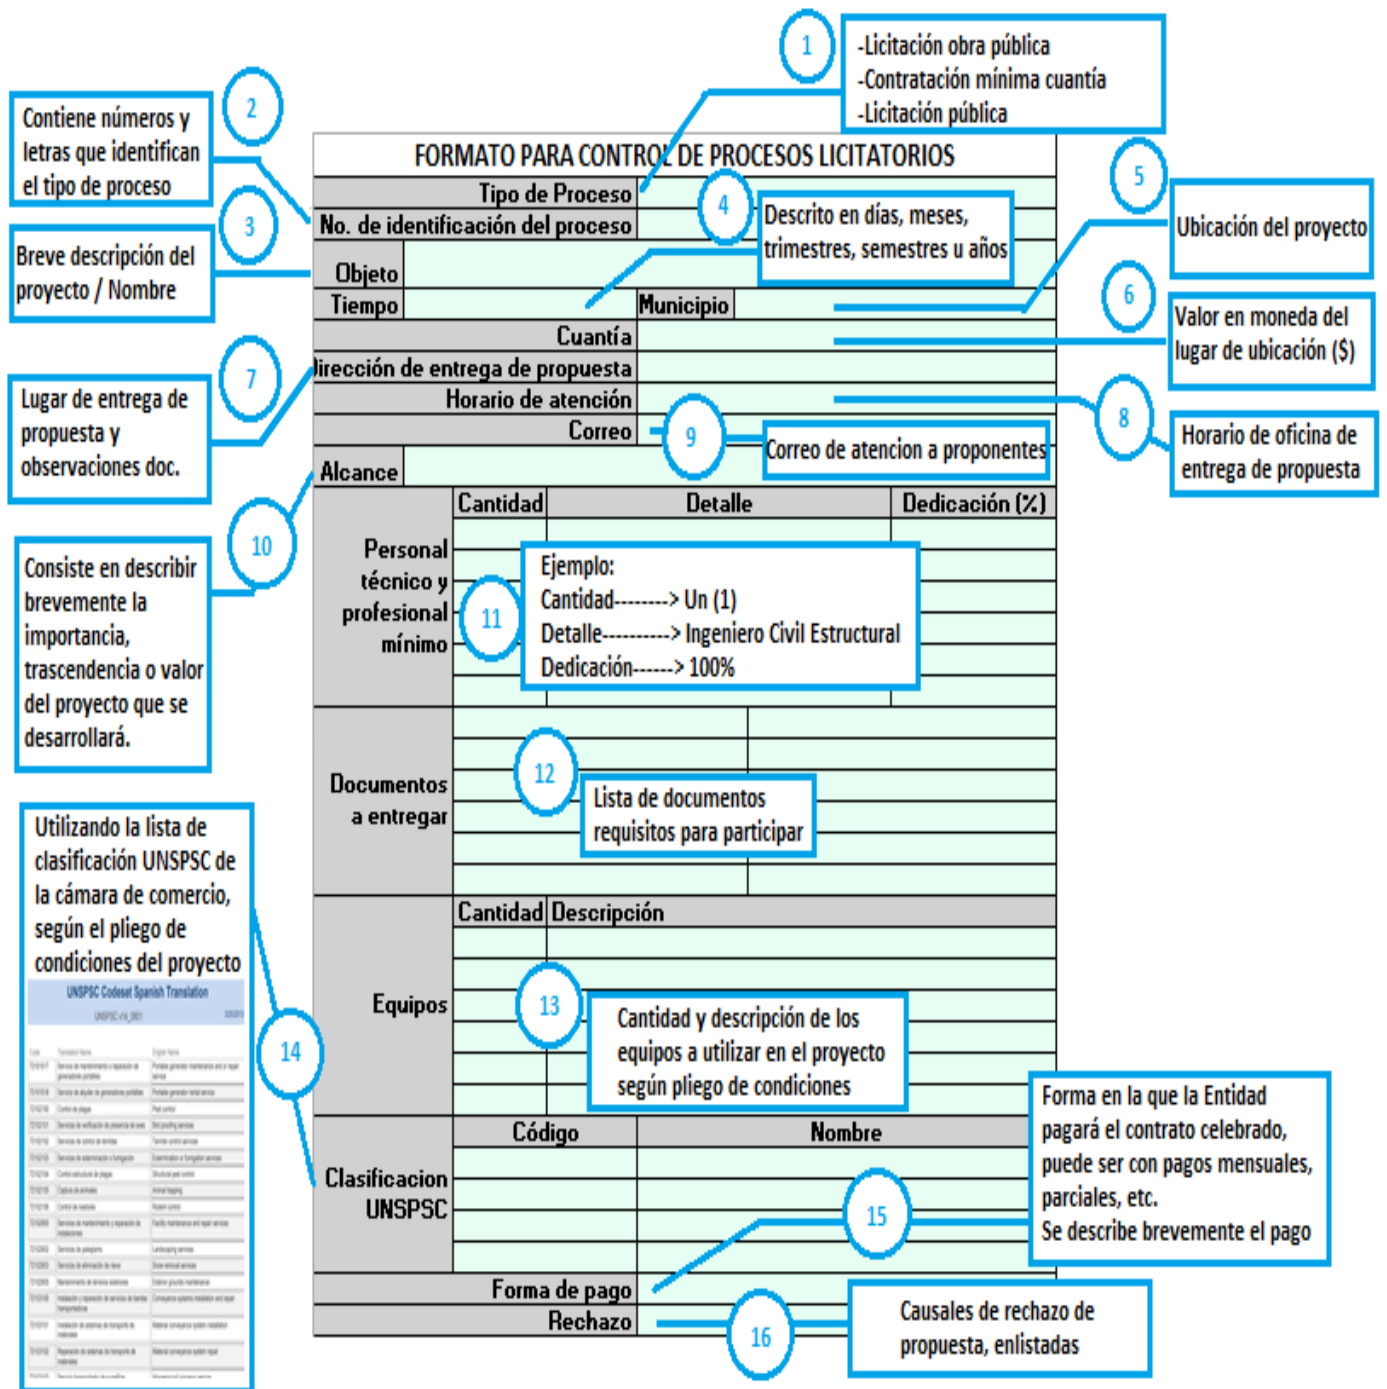 1
-Licitación obra pública
-Contratación mínima cuantía
-Licitación pública
2
Contiene números y
letras que identifican
el tipo de proceso
3
Breve descripción del
proyecto / Nombre
4
Descrito en días, meses,
trimestres, semestres u años
5
Ubicación del proyecto
6
Valor en moneda del
lugar de ubicación ($)
7
Lugar de entrega de
propuesta y
observaciones doc.
8
Horario de oficina de
entrega de propuesta
9
Correo de atencion a proponentes
10
Consiste en describir
brevemente la
importancia,
trascendencia o valor
del proyecto que se
desarrollará.
FORMATO PARA CONTROL DE PROCESOS LICITATORIOS
Tipo de Proceso
No. de identificación del proceso
Objeto
Tiempo
Municipio
Cuantía
Dirección de entrega de propuesta
Horario de atención
Correo
Alcance
Cantidad Detalle Dedicación (%)
Personal
técnico y
profesional
mínimo
11
Ejemplo:
Cantidad--------> Un (1)
Detalle----------> Ingeniero Civil Estructural
Dedicación------> 100%
Documentos
a entregar
12
Lista de documentos
requisitos para participar
Cantidad Descripción
Equipos
13
Cantidad y descripción de los
equipos a utilizar en el proyecto
según pliego de condiciones
Código Nombre
Clasificacion
UNSPSC
14
Utilizando la lista de
clasificación UNSPSC de
la cámara de comercio,
según el pliego de
condiciones del proyecto
UNSPSC Codeset Spanish Translation
15
Forma en la que la Entidad
pagará el contrato celebrado,
puede ser con pagos mensuales,
parciales, etc.
Se describe brevemente el pago
Forma de pago
Rechazo
16
Causales de rechazo de
propuesta, enlistadas